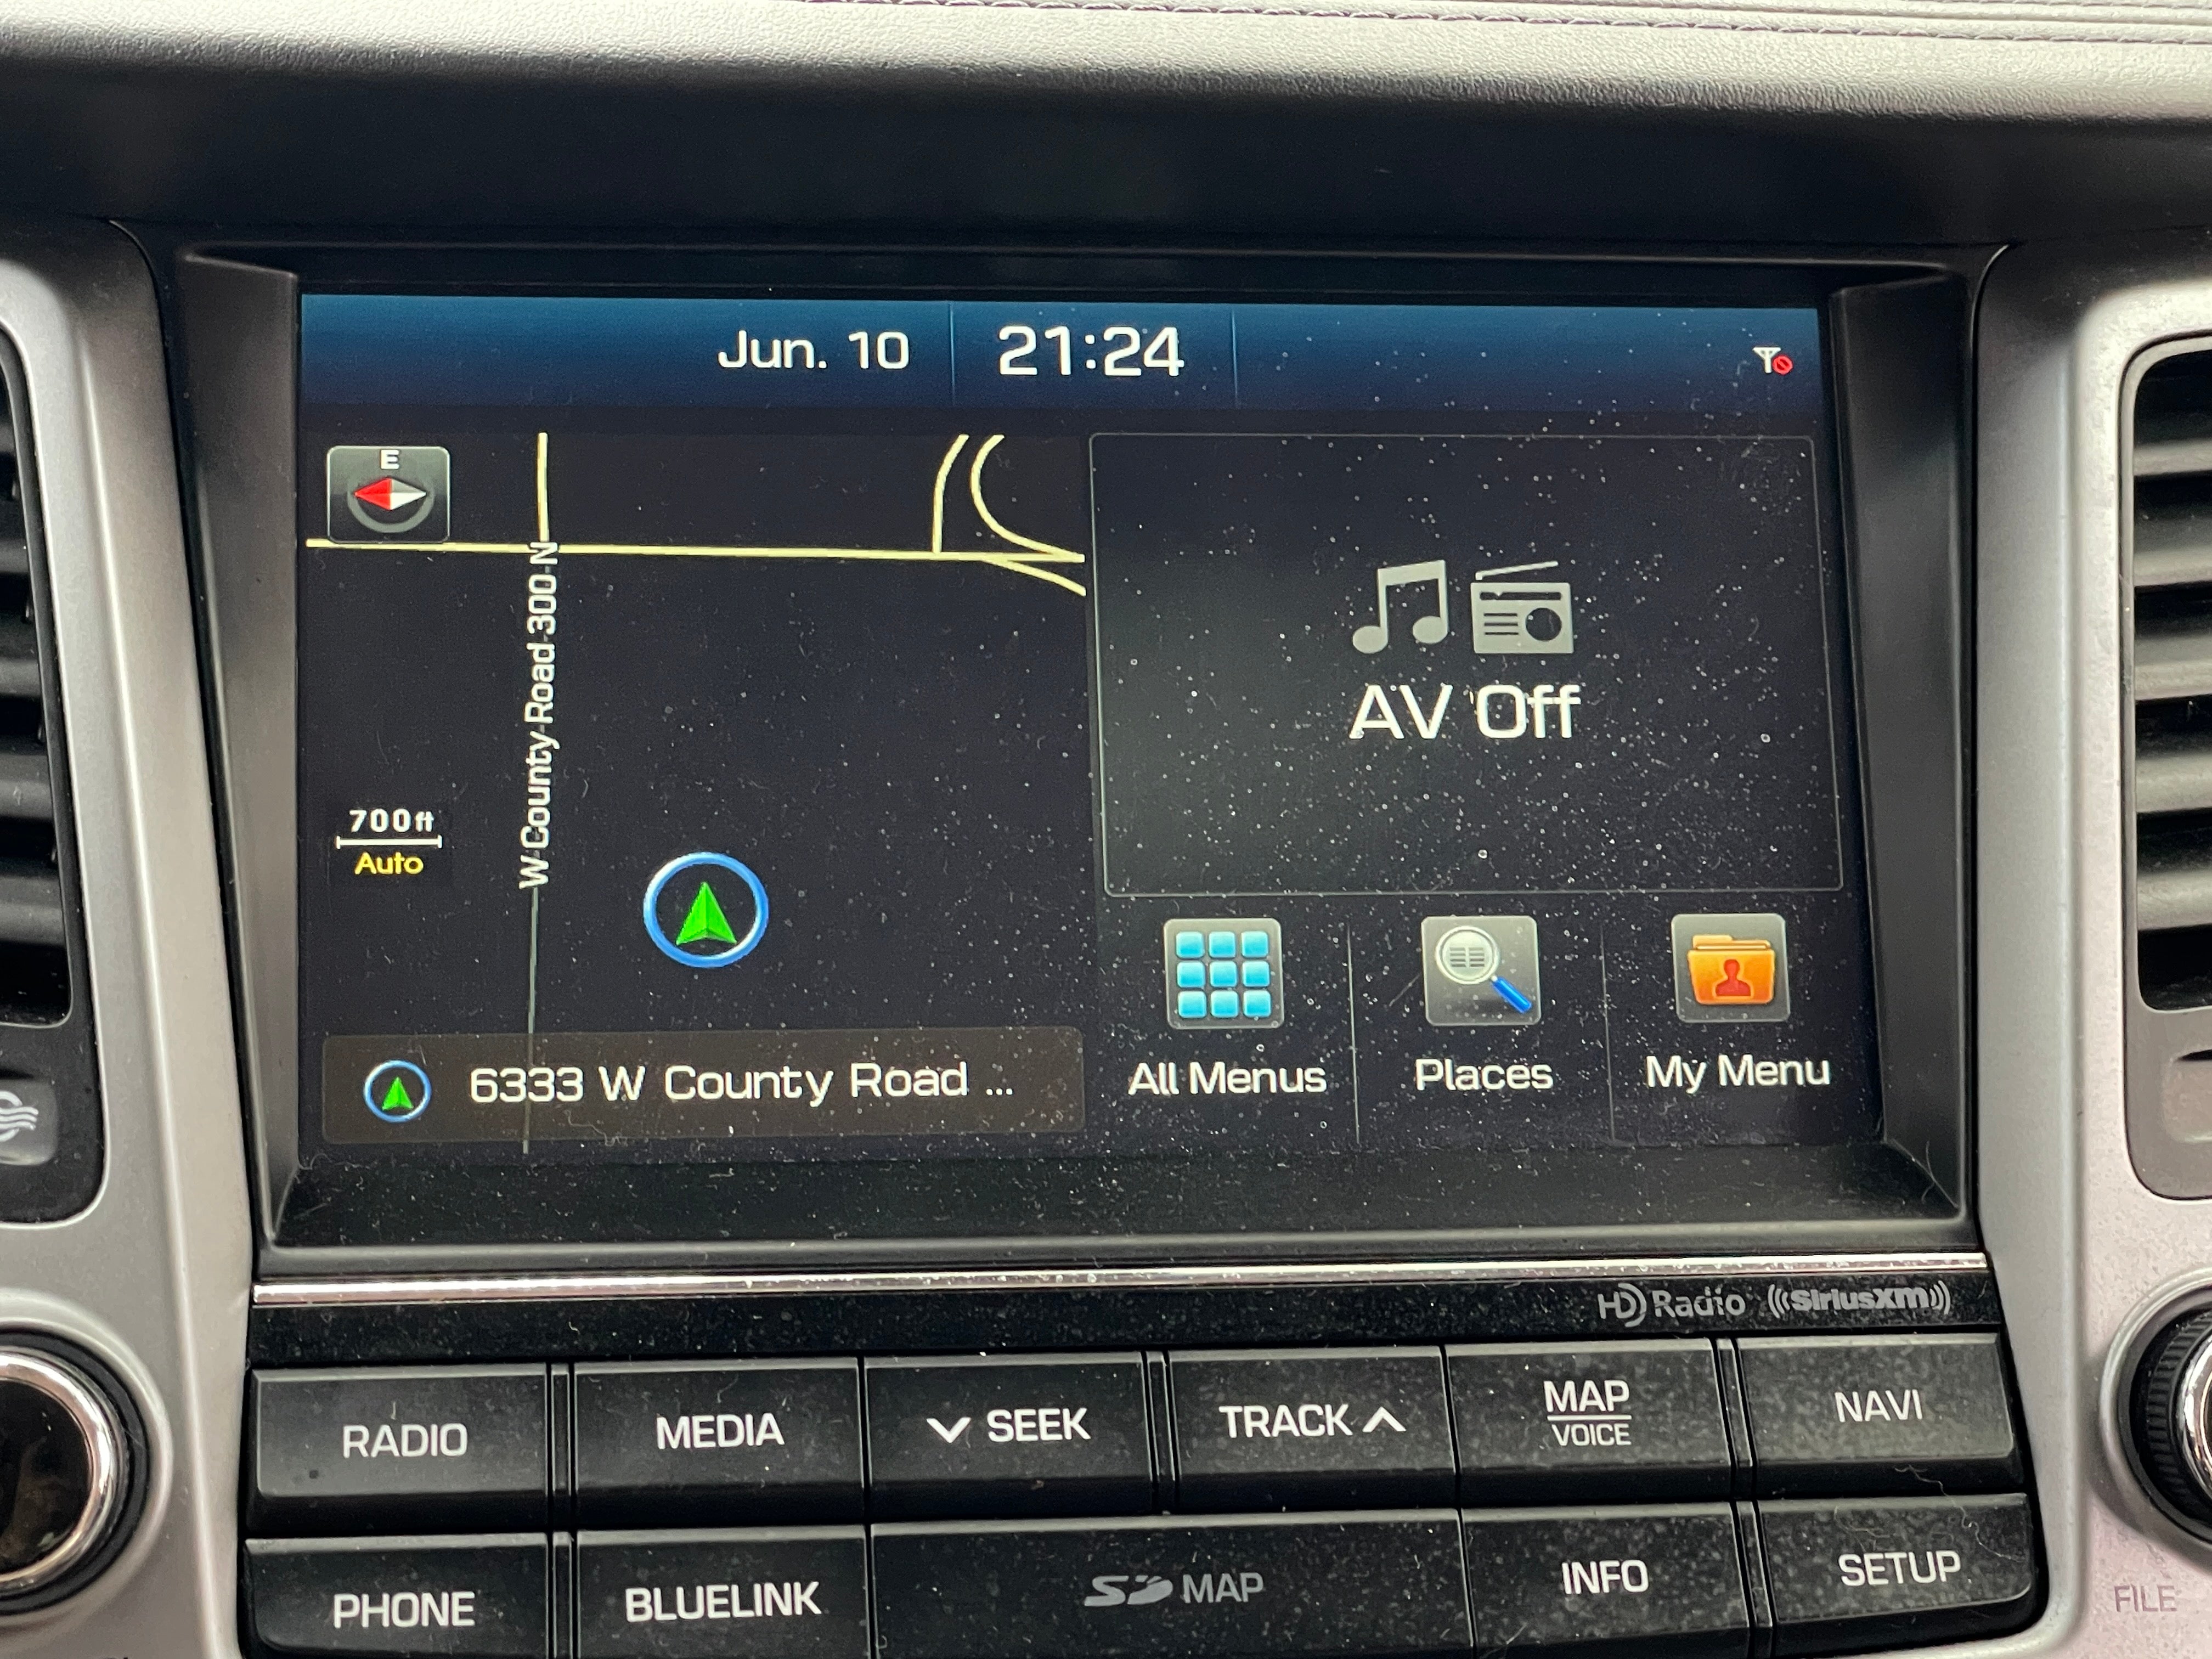 Jun. 10
21:24
E
W County Road 300 N
700ft
Auto
6333 W County Road ...
AV Off
All Menus
Places
My Menu
HD Radio
((SiriusXM))
RADIO
MEDIA
SEEK
TRACK
MAP
VOICE
NAVI
PHONE
BLUELINK
SD MAP
INFO
SETUP
FILE